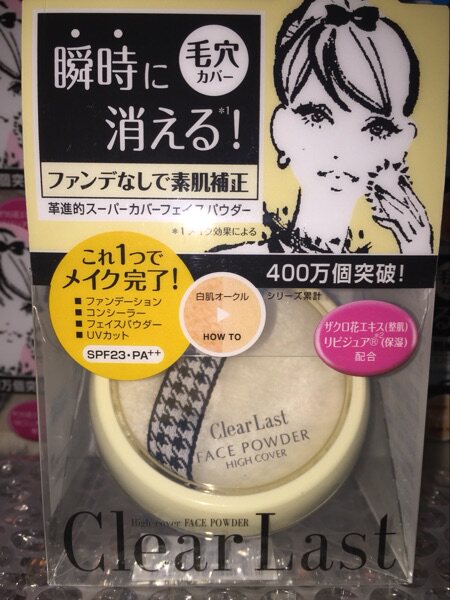 瞬時に
消える*1!
毛穴
カバー
ファンデなしで素肌補正
革進的スーパーカバーフェイスパウダー
*1メイク効果による
これ1つで
メイク完了!
■ ファンデーション
■ コンシーラー
■ フェイスパウダー
■ UVカット
SPF23・PA++
白肌オークル
HOW TO
400万個突破!
シリーズ累計
ザクロ花エキス(整肌)
リピジュア®*2(保湿)
配合
Clear Last
FACE POWDER
HIGH COVER
High cover FACE POWDER
Clear Last